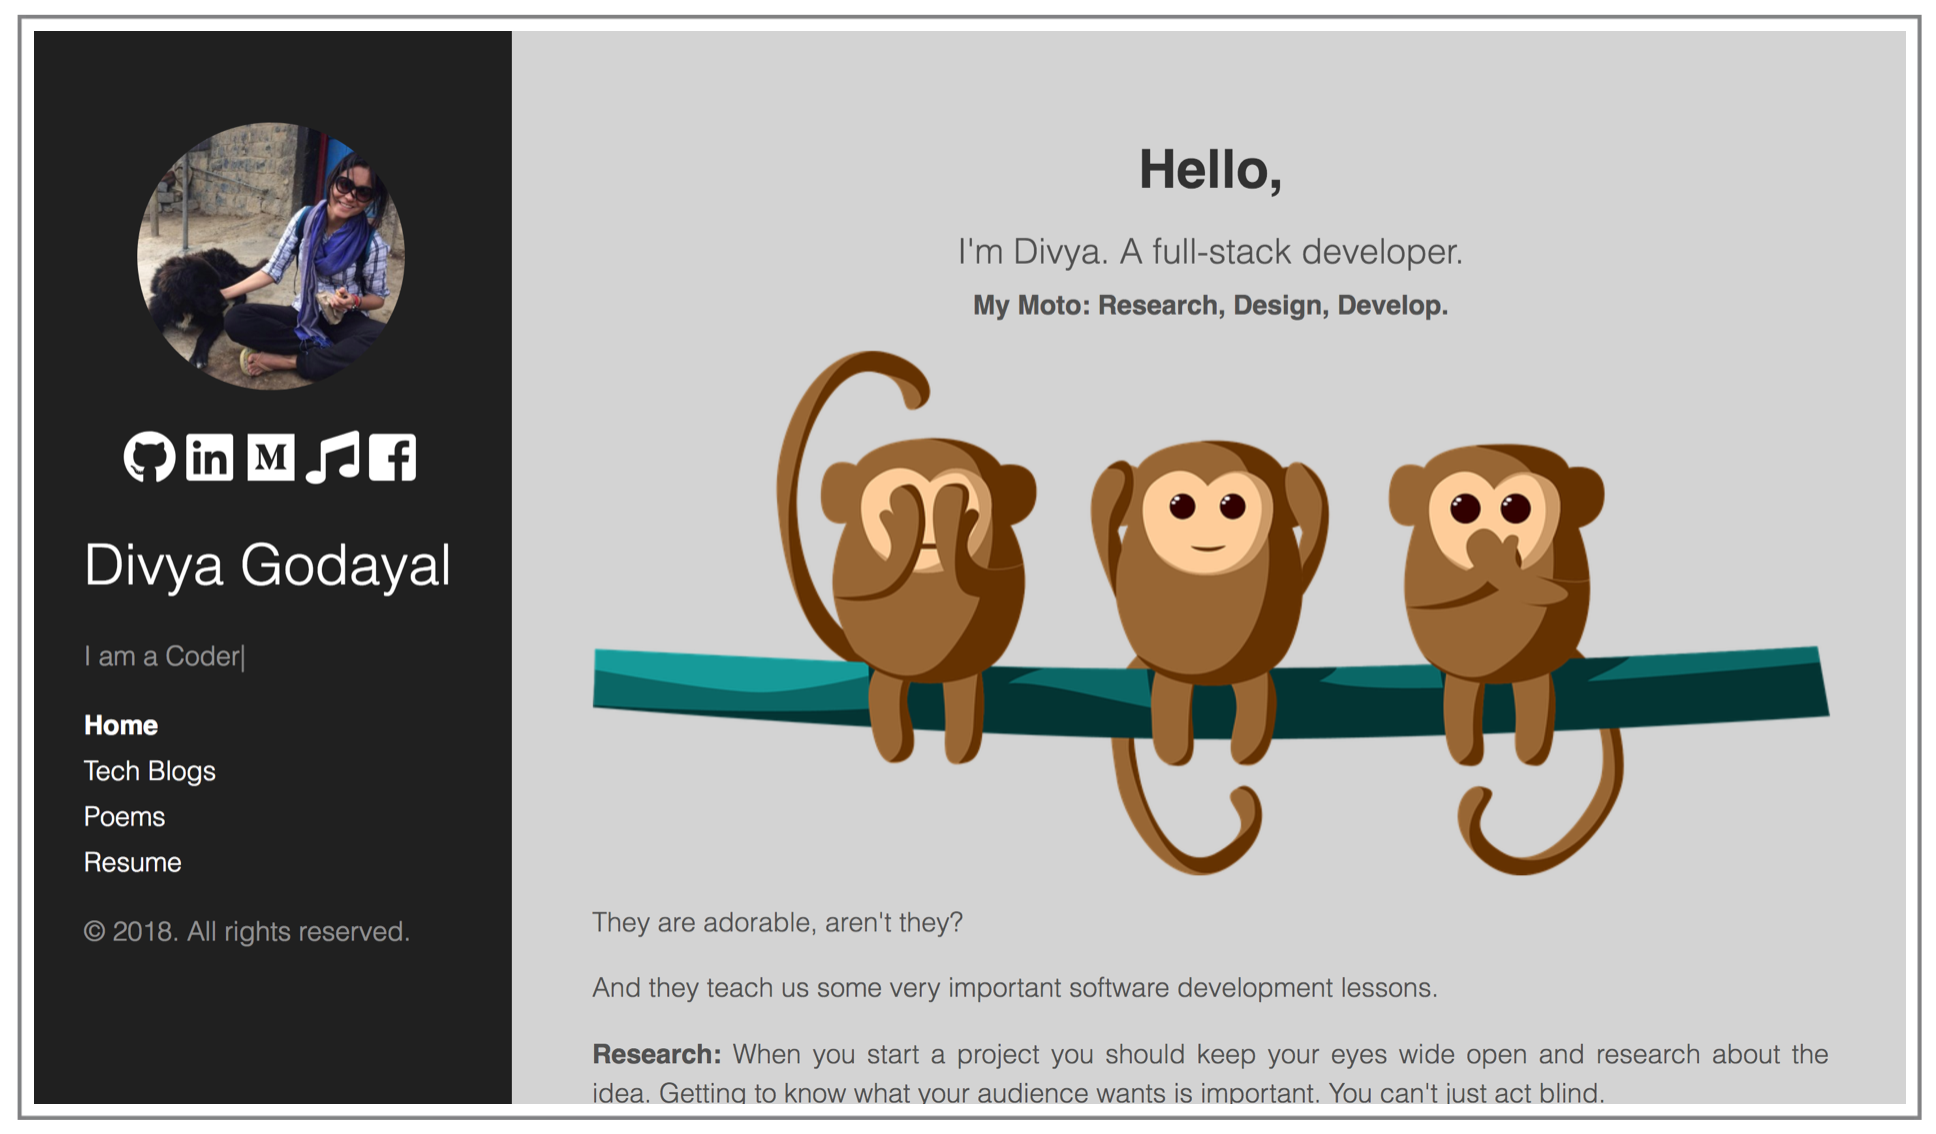 in
M
f
Divya Godayal
I am a Coder|
Home
Tech Blogs
Poems
Resume
© 2018. All rights reserved.
Hello,
I'm Divya. A full-stack developer.
My Moto: Research, Design, Develop.
They are adorable, aren't they?
And they teach us some very important software development lessons.
Research: When you start a project you should keep your eyes wide open and research about the
idea. Getting to know what your audience wants is important. You can't just act blind.